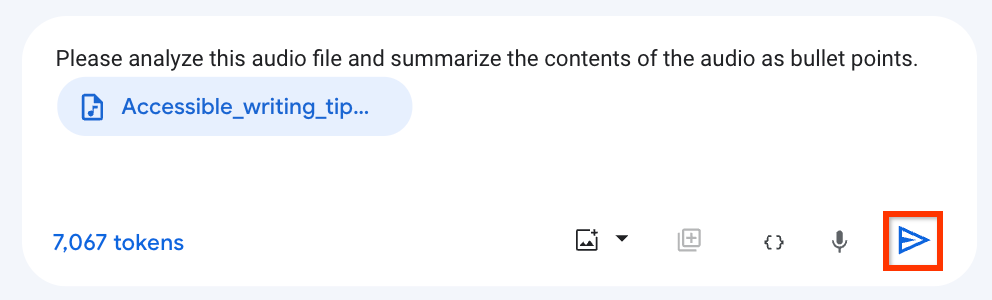 Please analyze this audio file and summarize the contents of the audio as bullet points.
Accessible_writing_tip...
7,067 tokens
{}